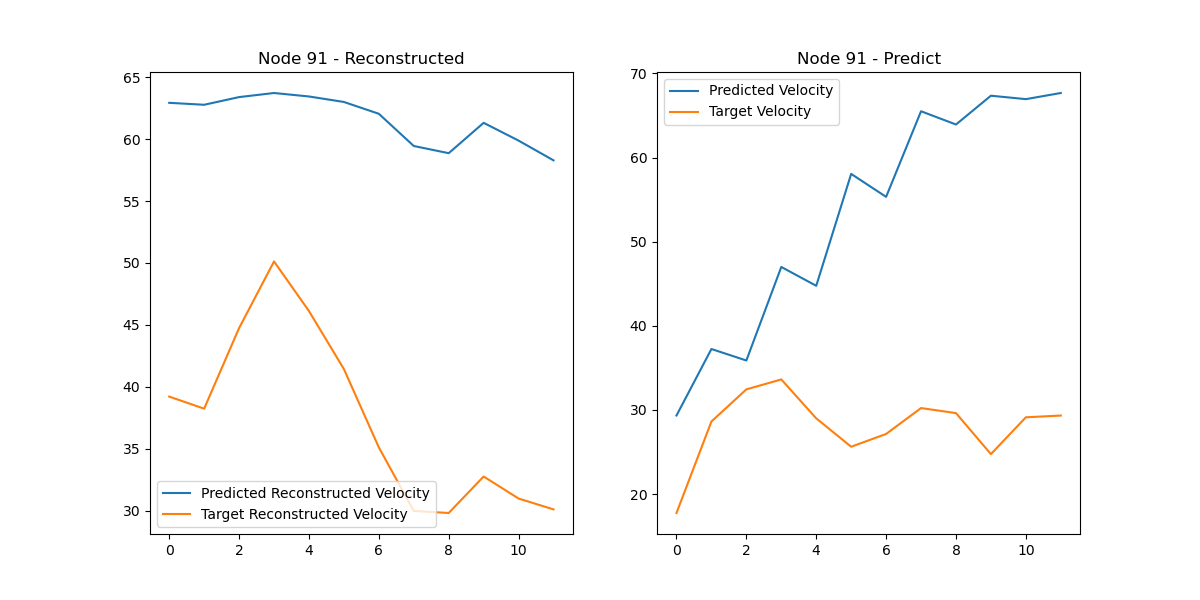 Node 91 - Reconstructed
65
60
55
50
45
40
35
30
Predicted Reconstructed Velocity
Target Reconstructed Velocity
0 2 4 6 8 10
Node 91 - Predict
70
60
50
40
30
20
Predicted Velocity
Target Velocity
0 2 4 6 8 10